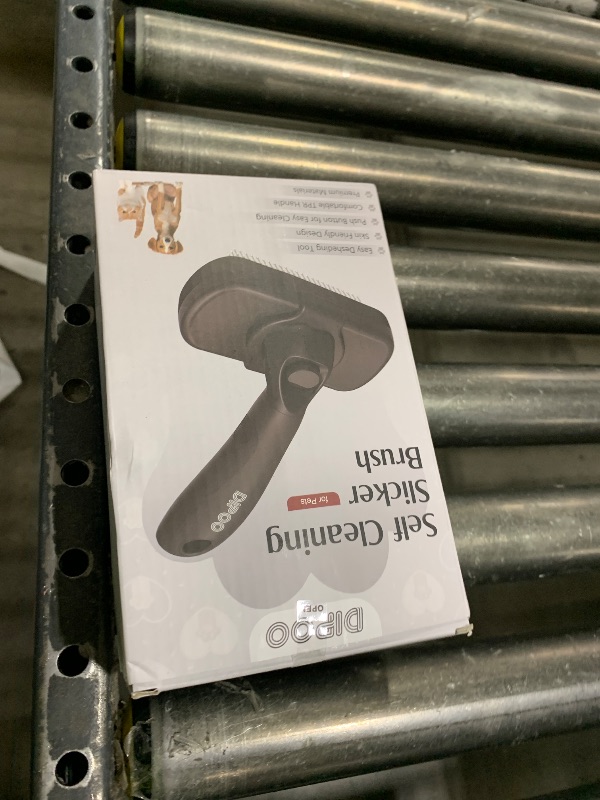 DIPOO
OPEN
Self Cleaning
Slicker for Pets
Brush
DIPOO
Easy Desheding Tool
Skin Friendly Design
Push Button for Easy Cleaning
Comfortable TPR Handle
Premium Materials